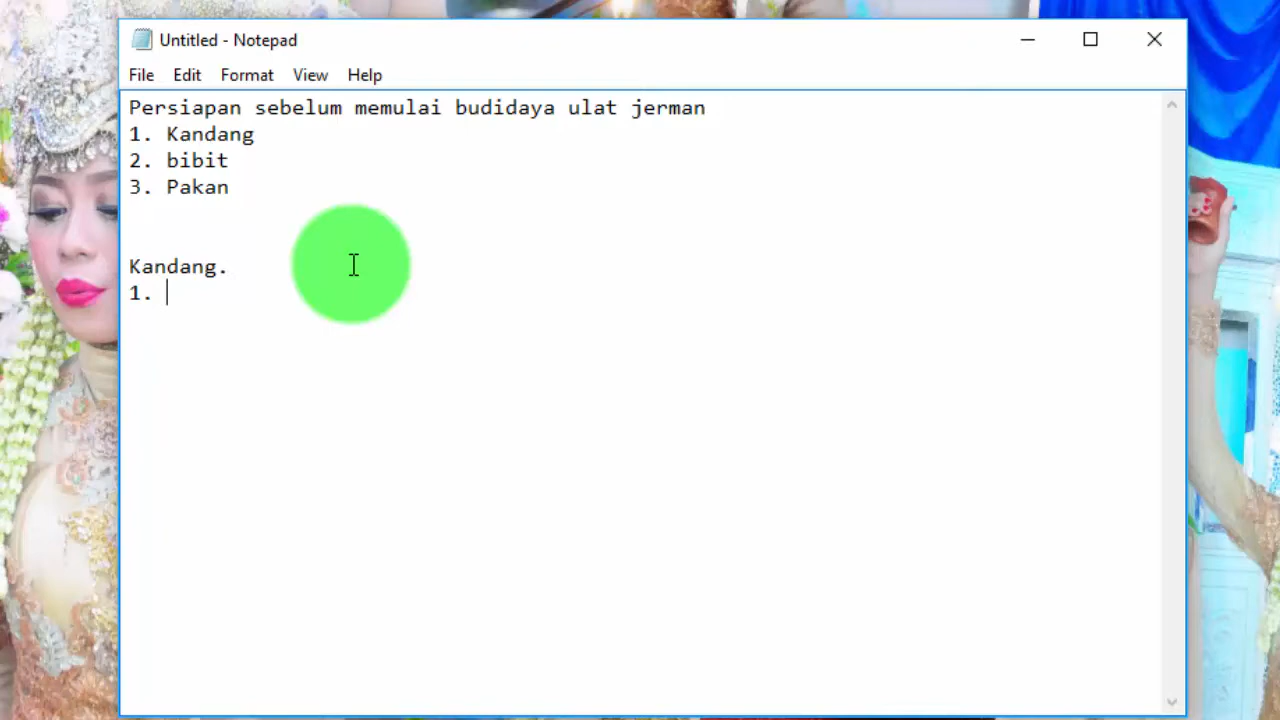 Untitled - Notepad
File Edit Format View Help
Persiapan sebelum memulai budidaya ulat jerman
1. Kandang
2. bibit
3. Pakan
Kandang.
1.